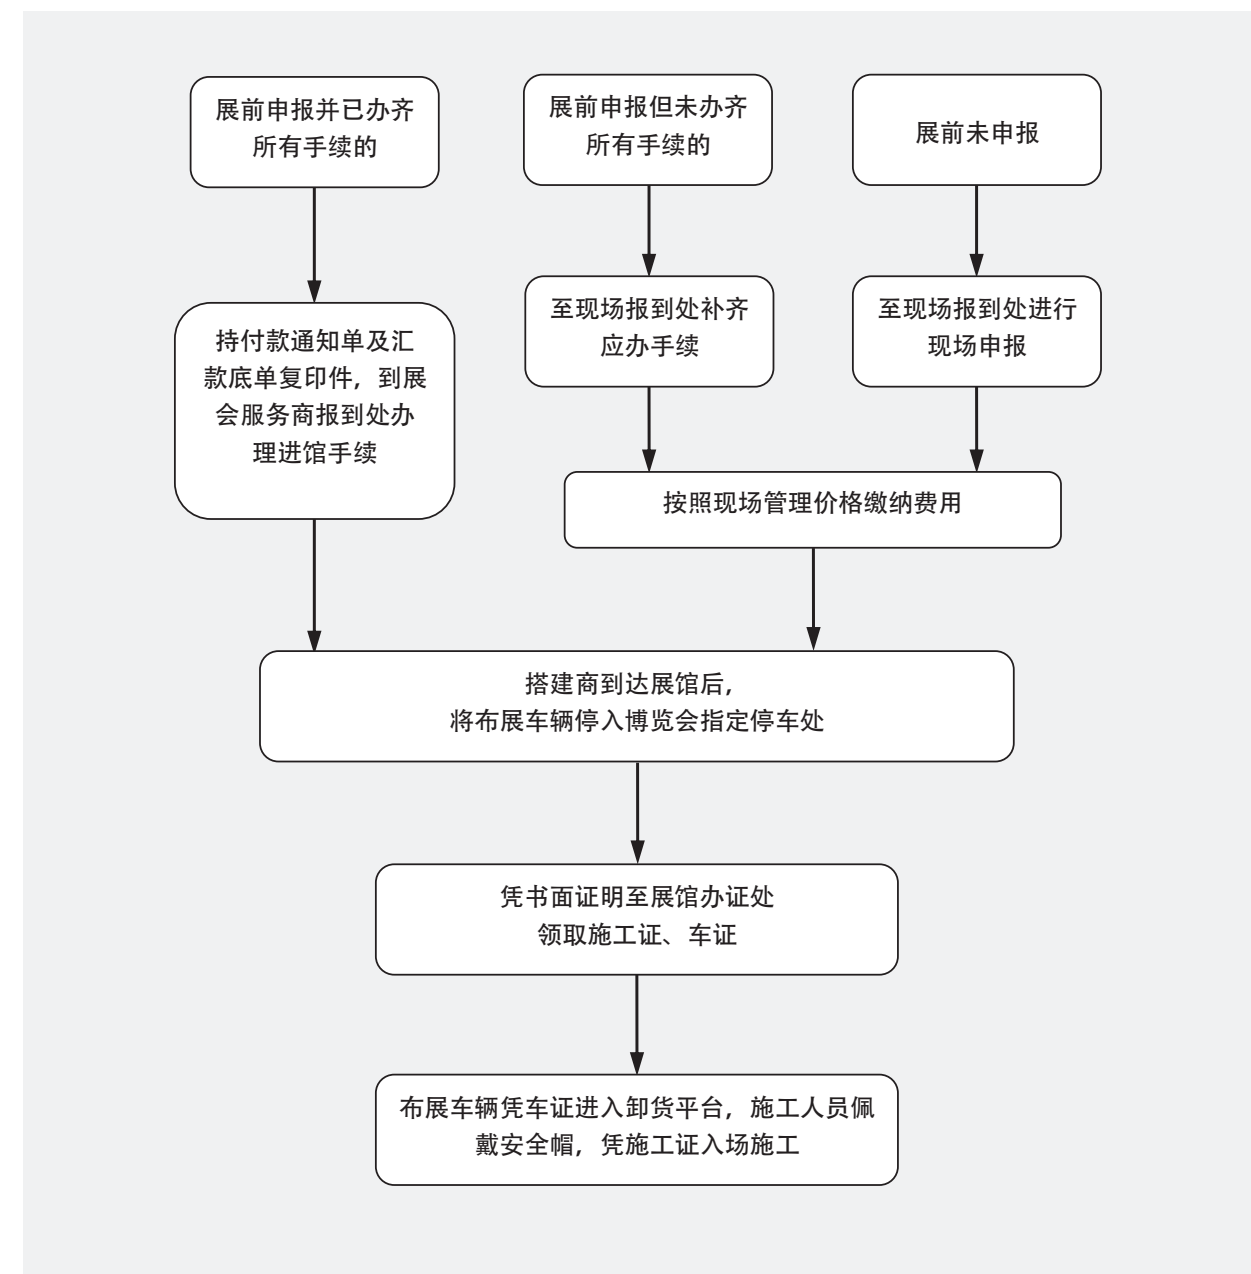 展前申报并已办齐
所有手续的
展前申报但未办齐
所有手续的
展前未申报
至现场报到处补齐
应办手续
至现场报到处进行
现场申报
持付款通知单及汇
款底单复印件，到展
会服务商报到处办
理进馆手续
按照现场管理价格缴纳费用
搭建商到达展馆后，
将布展车辆停入博览会指定停车处
凭书面证明至展馆办证处
领取施工证、车证
布展车辆凭车证进入卸货平台，施工人员佩
戴安全帽，凭施工证入场施工